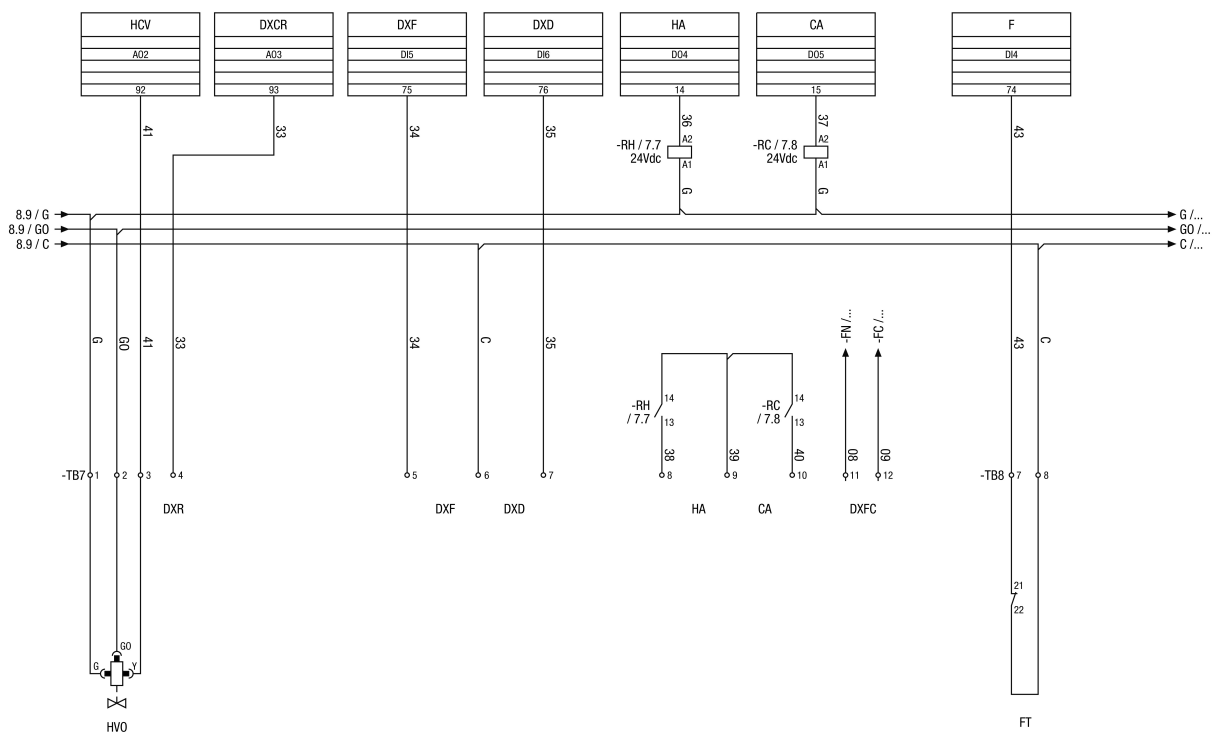 HCV DXCR DXF DXD HA CA F
AO2 AO3 DI5 DI6 DO4 DO5 DI4
92 93 75 76 14 15 74
41 33 34 35 36 37 43
-RH / 7.7 A2 -RC / 7.8 A2
24Vdc A1 24Vdc A1
G G
8.9 / G G /...
8.9 / GO GO /...
8.9 / C C /...
-FN /... -FC /...
G GO 41 33 34 C 35 43 C
-RH 14 -RC 14
/ 7.7 13 / 7.8 13
38 39 40 08 09
-TB7 1 2 3 4 5 6 7 8 9 10 11 12 -TB8 7 8
DXR DXF DXD HA CA DXFC
21
22
GO
G Y
HVO
FT